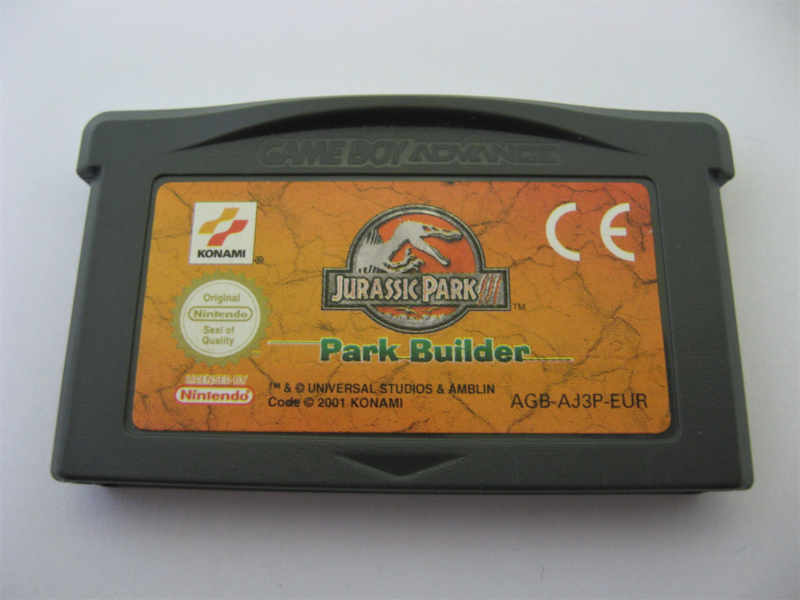 GAME BOY ADVANCE
KONAMI ®
CE
JURASSIC PARK III ™
Original
Nintendo
Seal of
Quality
Park Builder
LICENSED BY
Nintendo
™ & © UNIVERSAL STUDIOS & AMBLIN
Code © 2001 KONAMI
AGB-AJ3P-EUR